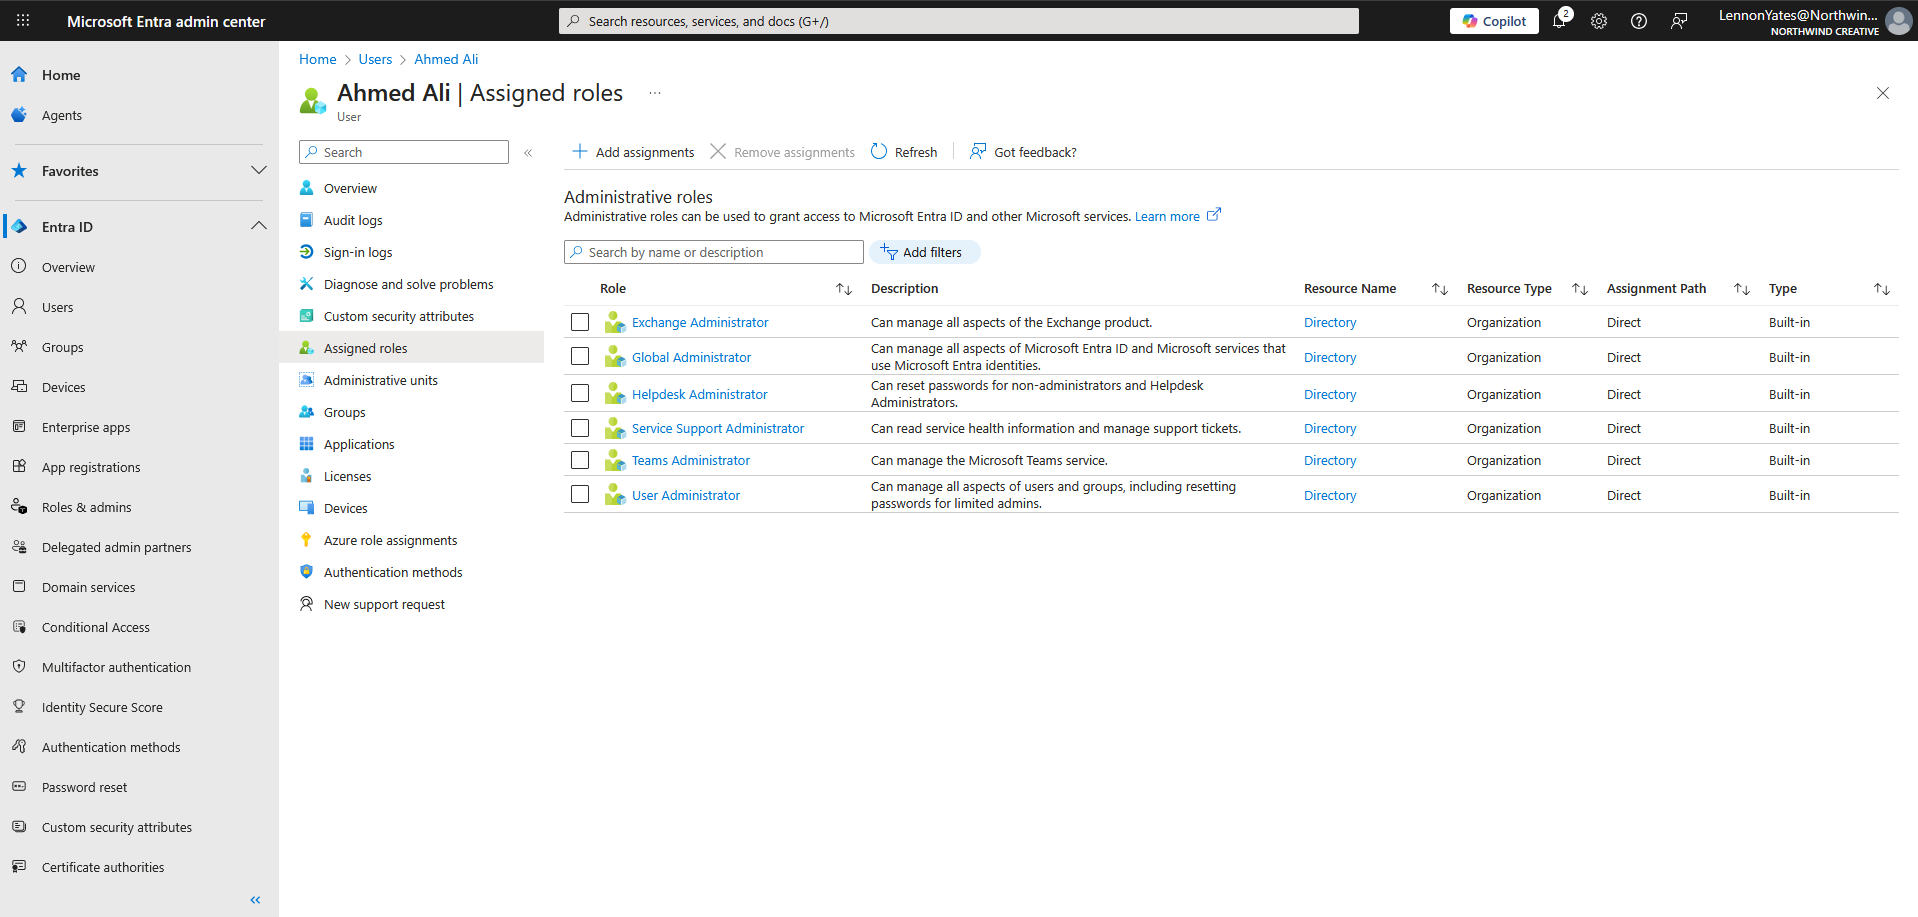 Microsoft Entra admin center
Search resources, services, and docs (G+/)
Copilot
2
LennonYates@Northwin...
NORTHWIND CREATIVE
Home
Agents
Favorites
Entra ID
Overview
Users
Groups
Devices
Enterprise apps
App registrations
Roles & admins
Delegated admin partners
Domain services
Conditional Access
Multifactor authentication
Identity Secure Score
Authentication methods
Password reset
Custom security attributes
Certificate authorities
Home > Users > Ahmed Ali
Ahmed Ali | Assigned roles ...
User
Search
Overview
Audit logs
Sign-in logs
Diagnose and solve problems
Custom security attributes
Assigned roles
Administrative units
Groups
Applications
Licenses
Devices
Azure role assignments
Authentication methods
New support request
Add assignments Remove assignments Refresh Got feedback?
Administrative roles
Administrative roles can be used to grant access to Microsoft Entra ID and other Microsoft services. Learn more
Search by name or description
Add filters
Role Description Resource Name Resource Type Assignment Path Type
Exchange Administrator Can manage all aspects of the Exchange product. Directory Organization Direct Built-in
Global Administrator Can manage all aspects of Microsoft Entra ID and Microsoft services that
use Microsoft Entra identities. Directory Organization Direct Built-in
Helpdesk Administrator Can reset passwords for non-administrators and Helpdesk
Administrators. Directory Organization Direct Built-in
Service Support Administrator Can read service health information and manage support tickets. Directory Organization Direct Built-in
Teams Administrator Can manage the Microsoft Teams service. Directory Organization Direct Built-in
User Administrator Can manage all aspects of users and groups, including resetting
passwords for limited admins. Directory Organization Direct Built-in